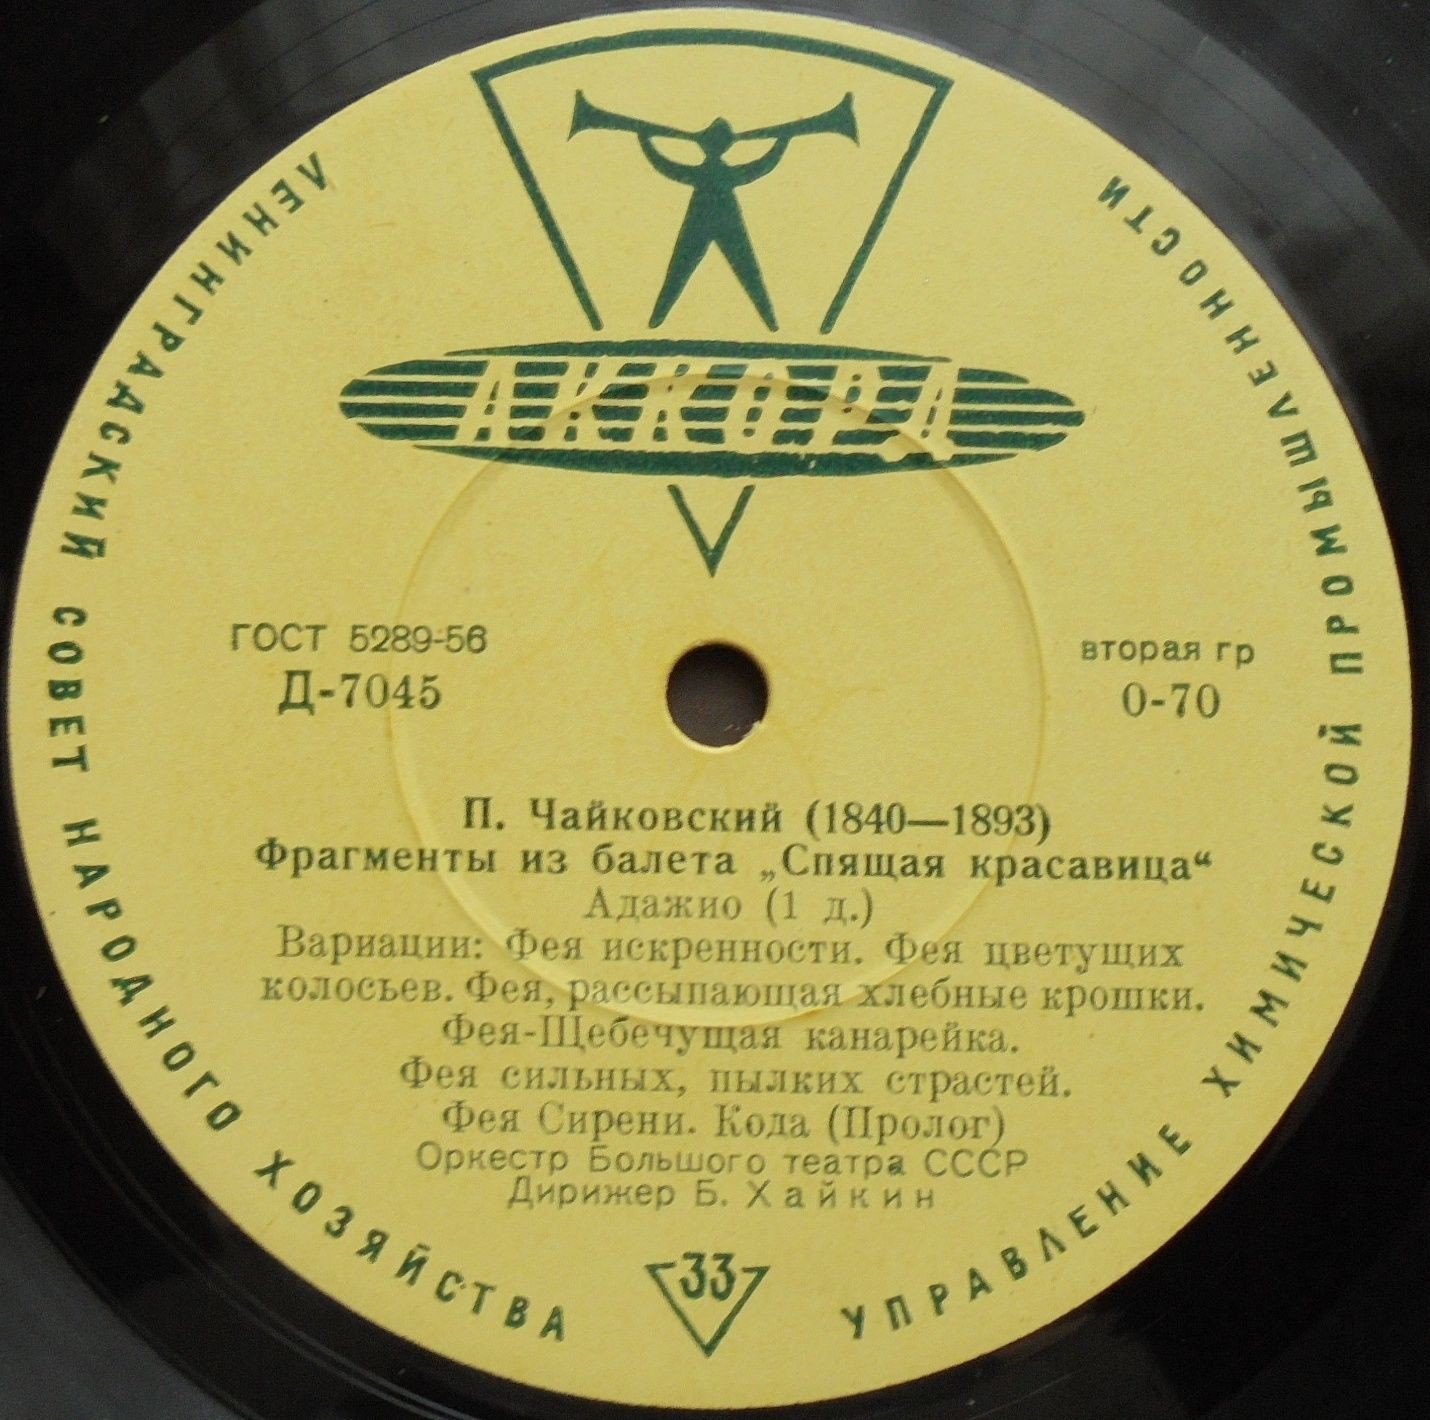 ЛЕНИНГРАДСКИЙ СОВЕТ НАРОДНОГО ХОЗЯЙСТВА
УПРАВЛЕНИЕ ХИМИЧЕСКОЙ ПРОМЫШЛЕННОСТИ
АККОРД
ГОСТ 5289-56
Д-7045
вторая гр
0-70
П. Чайковский (1840—1893)
Фрагменты из балета „Спящая красавица“
Адажио (1 д.)
Вариации: Фея искренности. Фея цветущих
колосьев. Фея, рассыпающая хлебные крошки.
Фея-Щебечущая канарейка.
Фея сильных, пылких страстей.
Фея Сирени. Кода (Пролог)
Оркестр Большого театра СССР
Дирижер Б. Хайкин
33